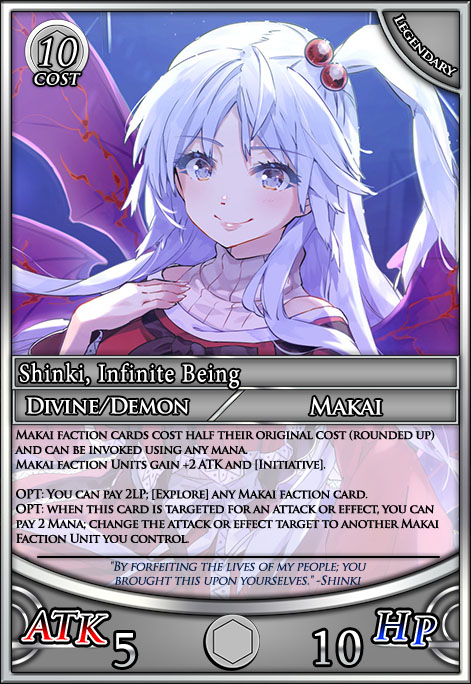 10
COST
LEGENDARY
Shinki, Infinite Being
DIVINE/DEMON
MAKAI
MAKAI FACTION CARDS COST HALF THEIR ORIGINAL COST (ROUNDED UP)
AND CAN BE INVOKED USING ANY MANA.
MAKAI FACTION UNITS GAIN +2 ATK AND [INITIATIVE].
OPT: YOU CAN PAY 2LP; [EXPLORE] ANY MAKAI FACTION CARD.
OPT: WHEN THIS CARD IS TARGETED FOR AN ATTACK OR EFFECT, YOU CAN
PAY 2 MANA; CHANGE THE ATTACK OR EFFECT TARGET TO ANOTHER MAKAI
FACTION UNIT YOU CONTROL.
"BY FORFEITING THE LIVES OF MY PEOPLE; YOU
BROUGHT THIS UPON YOURSELVES." -SHINKI
ATK 5
10 HP